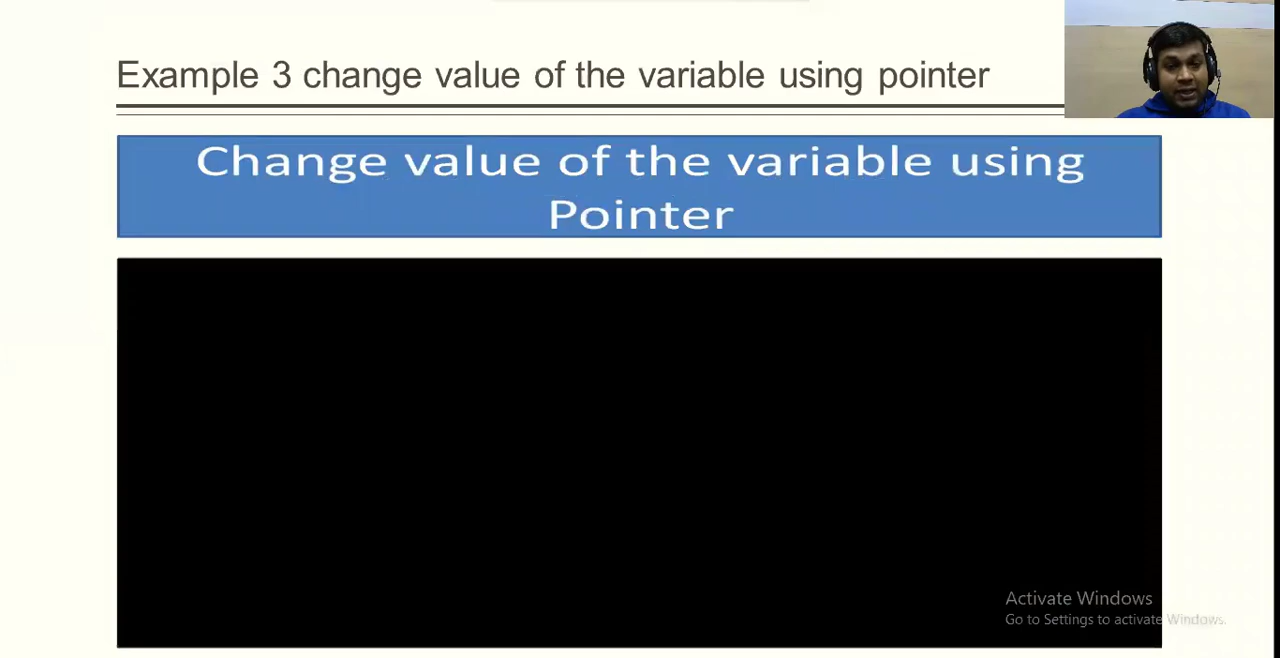 Example 3 change value of the variable using pointer
Change value of the variable using
Pointer
Activate Windows
Go to Settings to activate Windows.